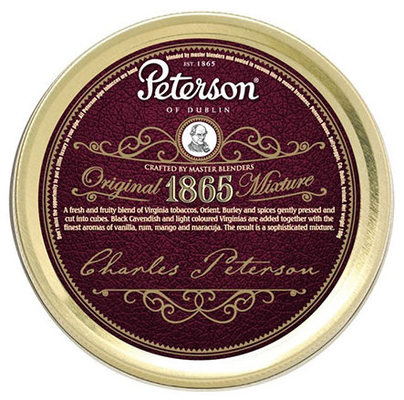 EST. 1865
Peterson®
OF DUBLIN
CRAFTED BY MASTER BLENDERS
Original 1865 Mixture
A fresh and fruity blend of Virginia tobaccos, Orient, Burley and spices gently pressed and
cut into cubes. Black Cavendish and light coloured Virginias are added together with the
finest aromas of vanilla, rum, mango and maracuja. The result is a sophisticated mixture.
Charles Peterson